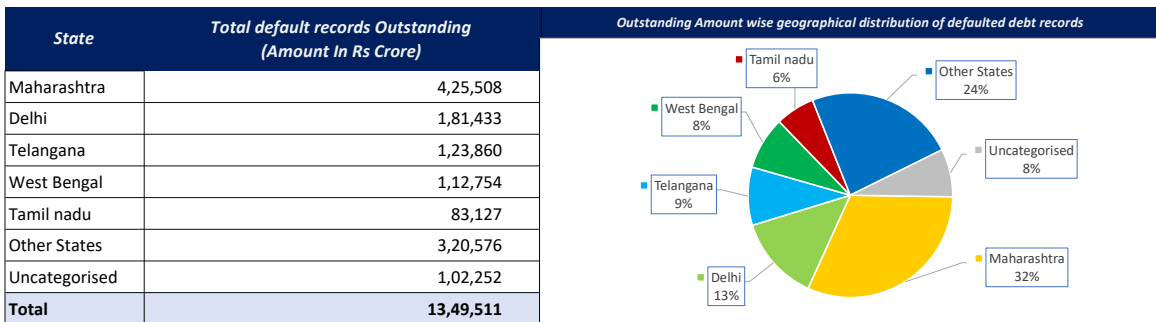 State Total default records Outstanding
(Amount In Rs Crore)
Maharashtra 4,25,508
Delhi 1,81,433
Telangana 1,23,860
West Bengal 1,12,754
Tamil nadu 83,127
Other States 3,20,576
Uncategorised 1,02,252
Total 13,49,511
Outstanding Amount wise geographical distribution of defaulted debt records
Tamil nadu
6%
Other States
24%
West Bengal
8%
Uncategorised
8%
Telangana
9%
Maharashtra
32%
Delhi
13%